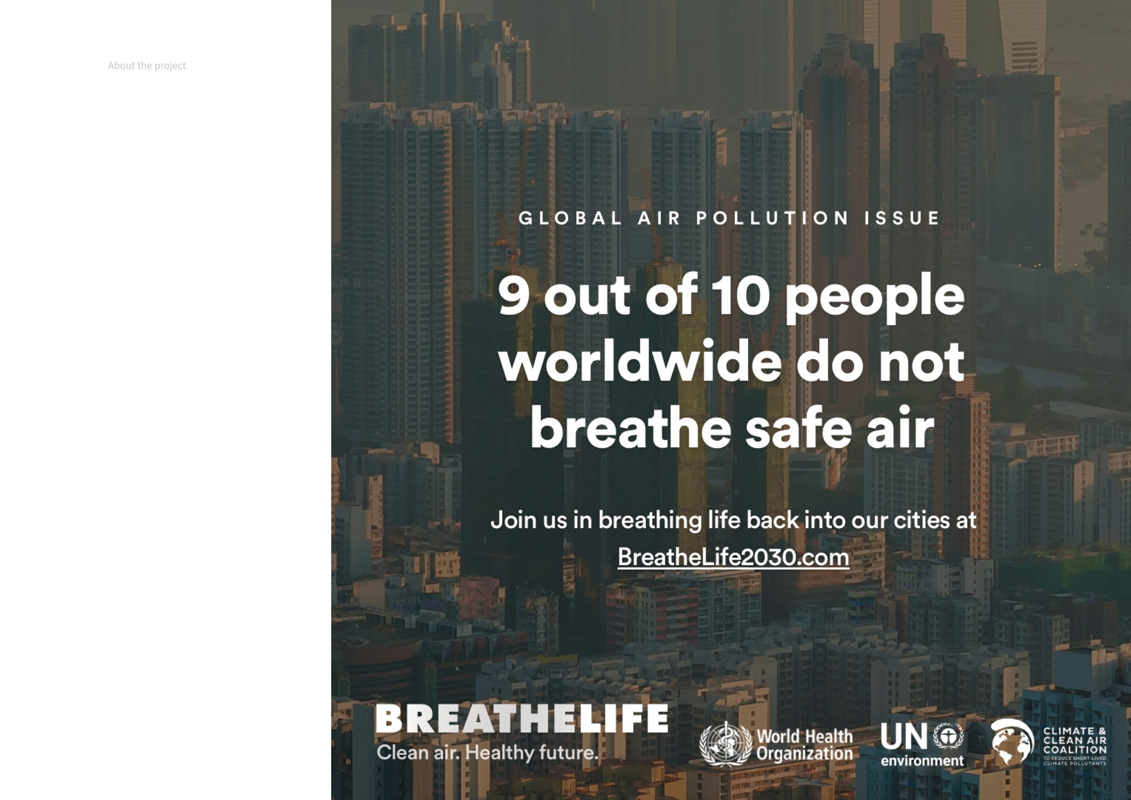 About the project
GLOBAL AIR POLLUTION ISSUE
9 out of 10 people
worldwide do not
breathe safe air
Join us in breathing life back into our cities at
BreatheLife2030.com
BREATHELIFE
Clean air. Healthy future.
World Health
Organization
UN
environment
CLIMATE &
CLEAN AIR
COALITION
TO REDUCE SHORT-LIVED
CLIMATE POLLUTANTS